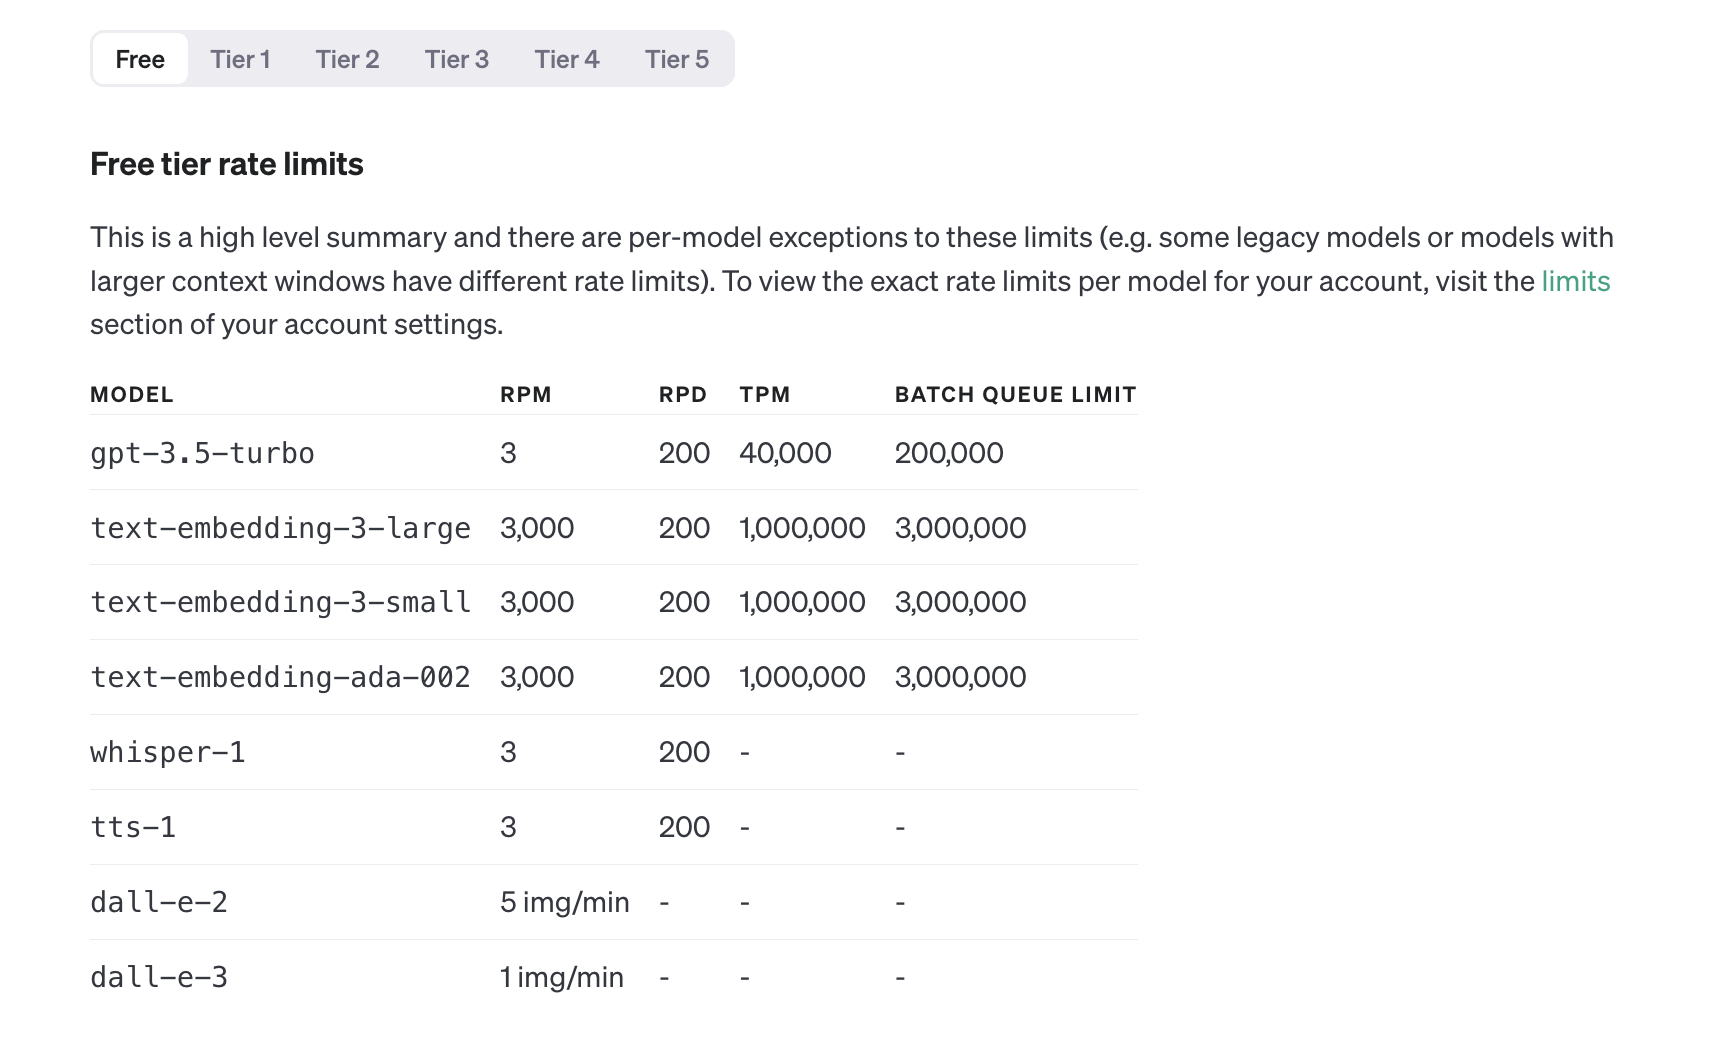 Free Tier 1 Tier 2 Tier 3 Tier 4 Tier 5
Free tier rate limits
This is a high level summary and there are per-model exceptions to these limits (e.g. some legacy models or models with
larger context windows have different rate limits). To view the exact rate limits per model for your account, visit the limits
section of your account settings.
MODEL RPM RPD TPM BATCH QUEUE LIMIT
gpt-3.5-turbo 3 200 40,000 200,000
text-embedding-3-large 3,000 200 1,000,000 3,000,000
text-embedding-3-small 3,000 200 1,000,000 3,000,000
text-embedding-ada-002 3,000 200 1,000,000 3,000,000
whisper-1 3 200 - -
tts-1 3 200 - -
dall-e-2 5 img/min - - -
dall-e-3 1 img/min - - -